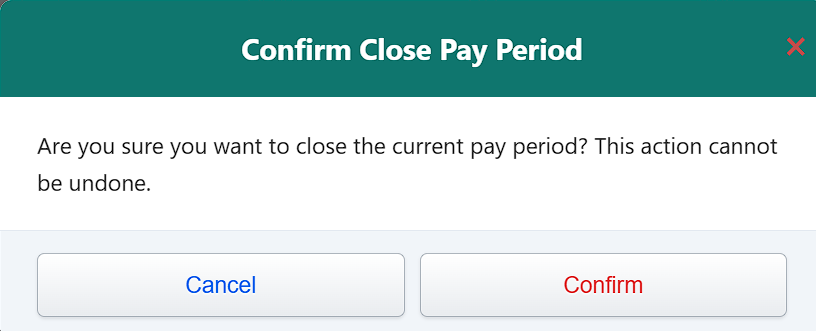 Confirm Close Pay Period
Are you sure you want to close the current pay period? This action cannot
be undone.
Cancel
Confirm